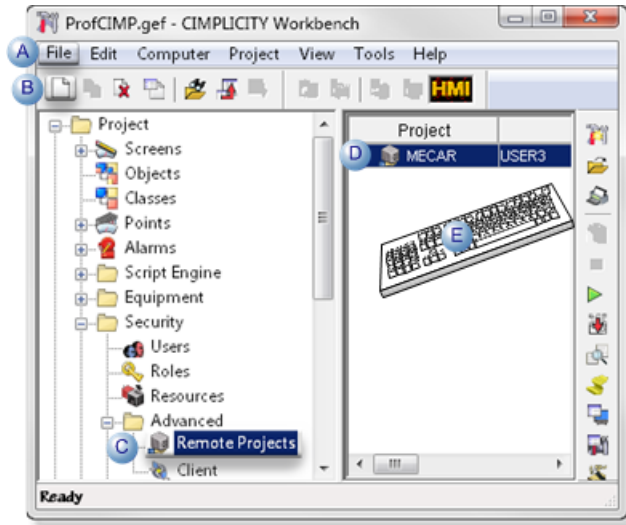 ProfCIMP.gef - CIMPLICITY Workbench
A File Edit Computer Project View Tools Help
B HMI
Project
Screens
Objects
Classes
Points
Alarms
Script Engine
Equipment
Security
Users
Roles
Resources
Advanced
C Remote Projects
Client
Project
D MECAR USER3
E
Ready